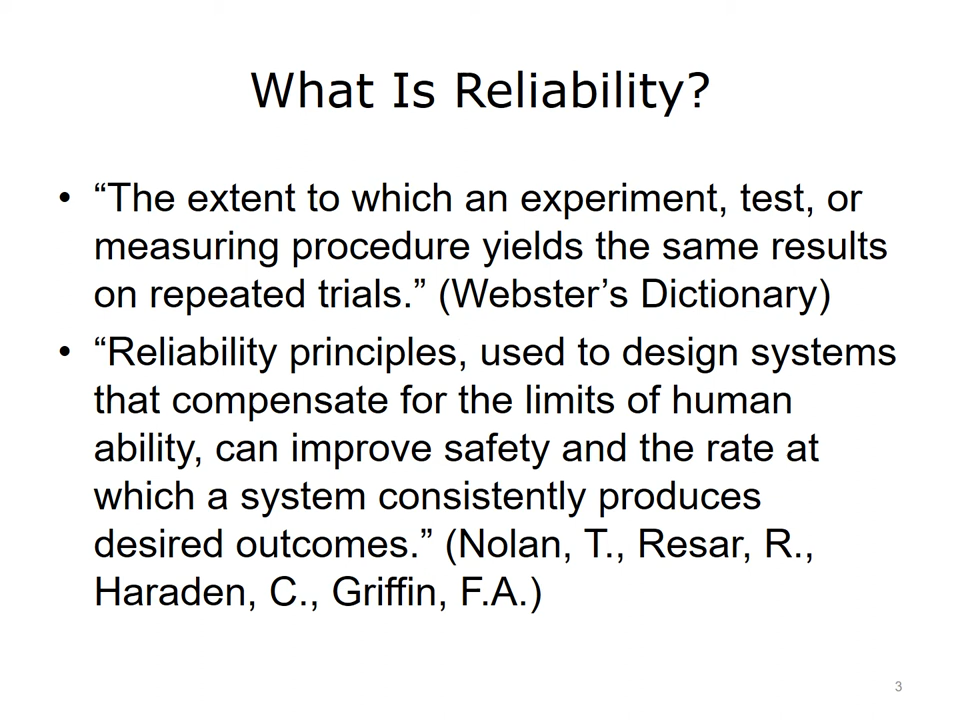 What Is Reliability?
• “The extent to which an experiment, test, or
measuring procedure yields the same results
on repeated trials.” (Webster’s Dictionary)
• “Reliability principles, used to design systems
that compensate for the limits of human
ability, can improve safety and the rate at
which a system consistently produces
desired outcomes.” (Nolan, T., Resar, R.,
Haraden, C., Griffin, F.A.)
3